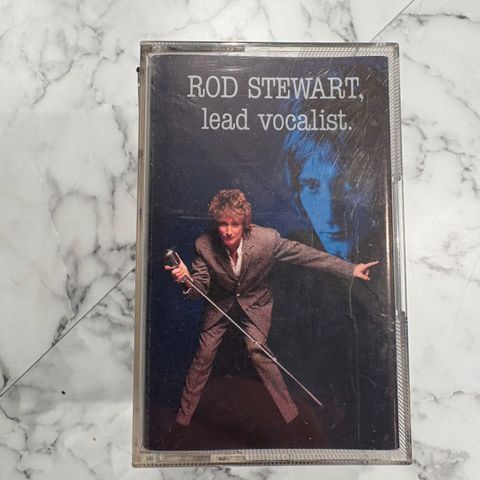 ROD STEWART,
lead vocalist.